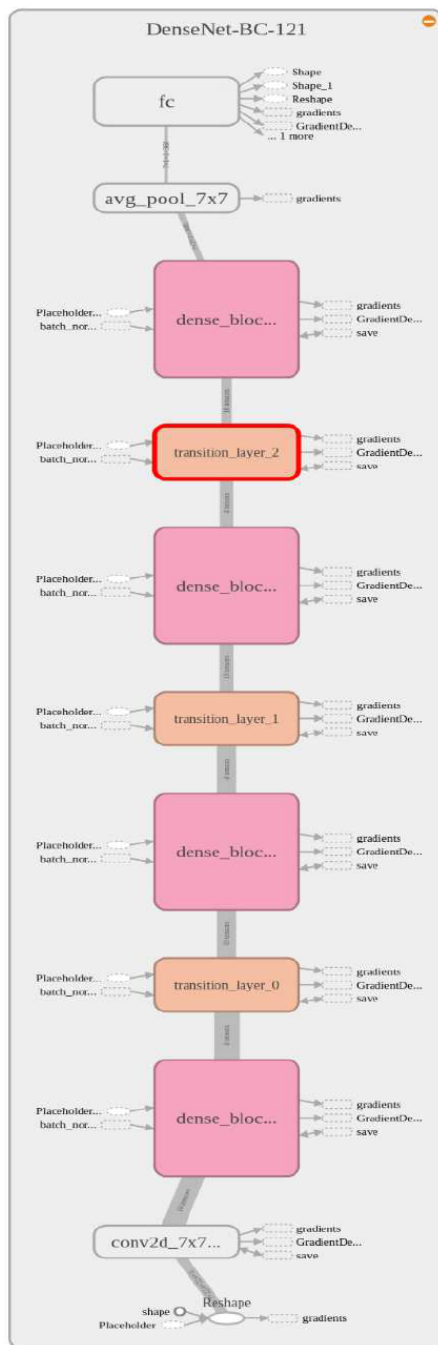 DenseNet-BC-121
Shape
Shape_1
fc
Reshape
gradients
GradientDe...
... 1 more
avg_pool_7x7
gradients
Placeholder...
batch_nor...
dense_bloc...
gradients
GradientDe...
save
Placeholder...
batch_nor...
transition_layer_2
gradients
GradientDe...
save
Placeholder...
batch_nor...
dense_bloc...
gradients
GradientDe...
save
Placeholder...
batch_nor...
transition_layer_1
gradients
GradientDe...
save
Placeholder...
batch_nor...
dense_bloc...
gradients
GradientDe...
save
Placeholder...
batch_nor...
transition_layer_0
gradients
GradientDe...
save
Placeholder...
batch_nor...
dense_bloc...
gradients
GradientDe...
save
conv2d_7x7...
gradients
GradientDe...
save
Reshape
shape
Placeholder
gradients